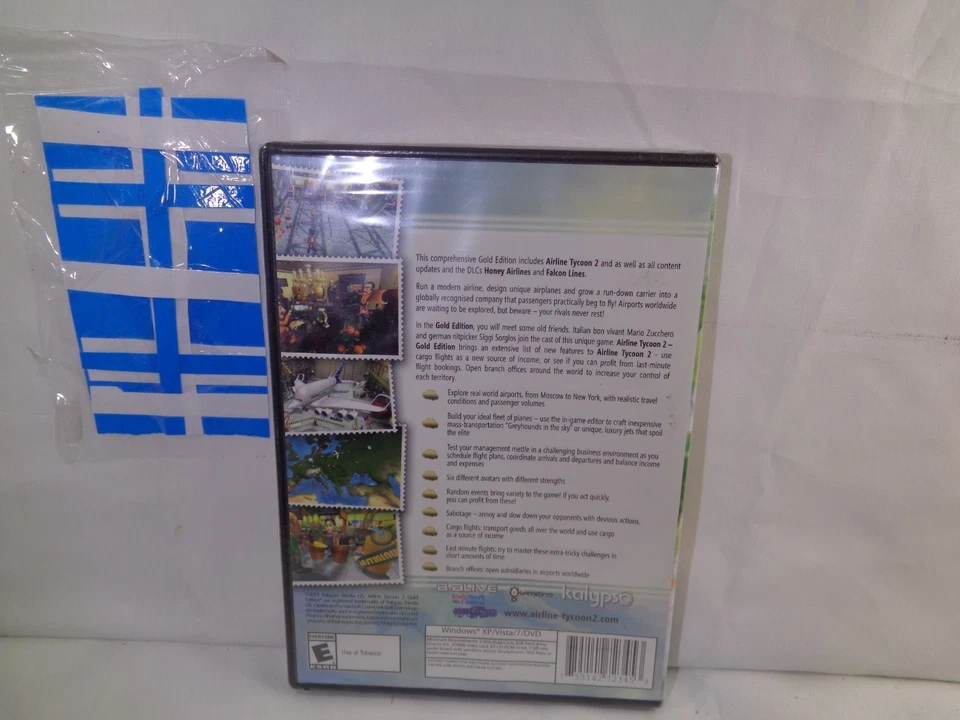 This comprehensive Gold Edition includes Airline Tycoon 2 and as well as all content
updates and the DLCs Honey Airlines and Falcon Lines.
Run a modern airline, design unique airplanes and grow a run-down carrier into a
globally recognised company that passengers practically beg to fly! Airports worldwide
are waiting to be explored, but beware – your rivals never rest!
In the Gold Edition, you will meet some old friends. Italian bon vivant Mario Zucchero
and german nitpicker Siggi Sorglos join the cast of this unique game. Airline Tycoon 2 –
Gold Edition brings an extensive list of new features to Airline Tycoon 2 - use
cargo flights as a new source of income, or see if you can profit from last-minute
flight bookings. Open branch offices around the world to increase your control of
each territory.
Explore real world airports, from Moscow to New York, with realistic travel
conditions and passenger volumes
Build your ideal fleet of planes – use the in-game editor to craft inexpensive
mass-transportation "Greyhounds in the sky" or unique, luxury jets that spoil
the elite
Test your management mettle in a challenging business environment as you
schedule flight plans, coordinate arrivals and departures and balance income
and expenses
Six different avatars with different strengths
Random events bring variety to the game! If you act quickly,
you can profit from these!
Sabotage – annoy and slow down your opponents with devious actions,
Cargo flights: transport goods all over the world and use cargo
as a source of income
Last minute flights: try to master these extra-tricky challenges in
short amounts of time
Branch offices: open subsidiaries in airports worldwide
kalypso
www.airline-tycoon2.com
Windows® XP/Vista/7/DVD
EVERYONE
E
ESRB
Use of Tobacco